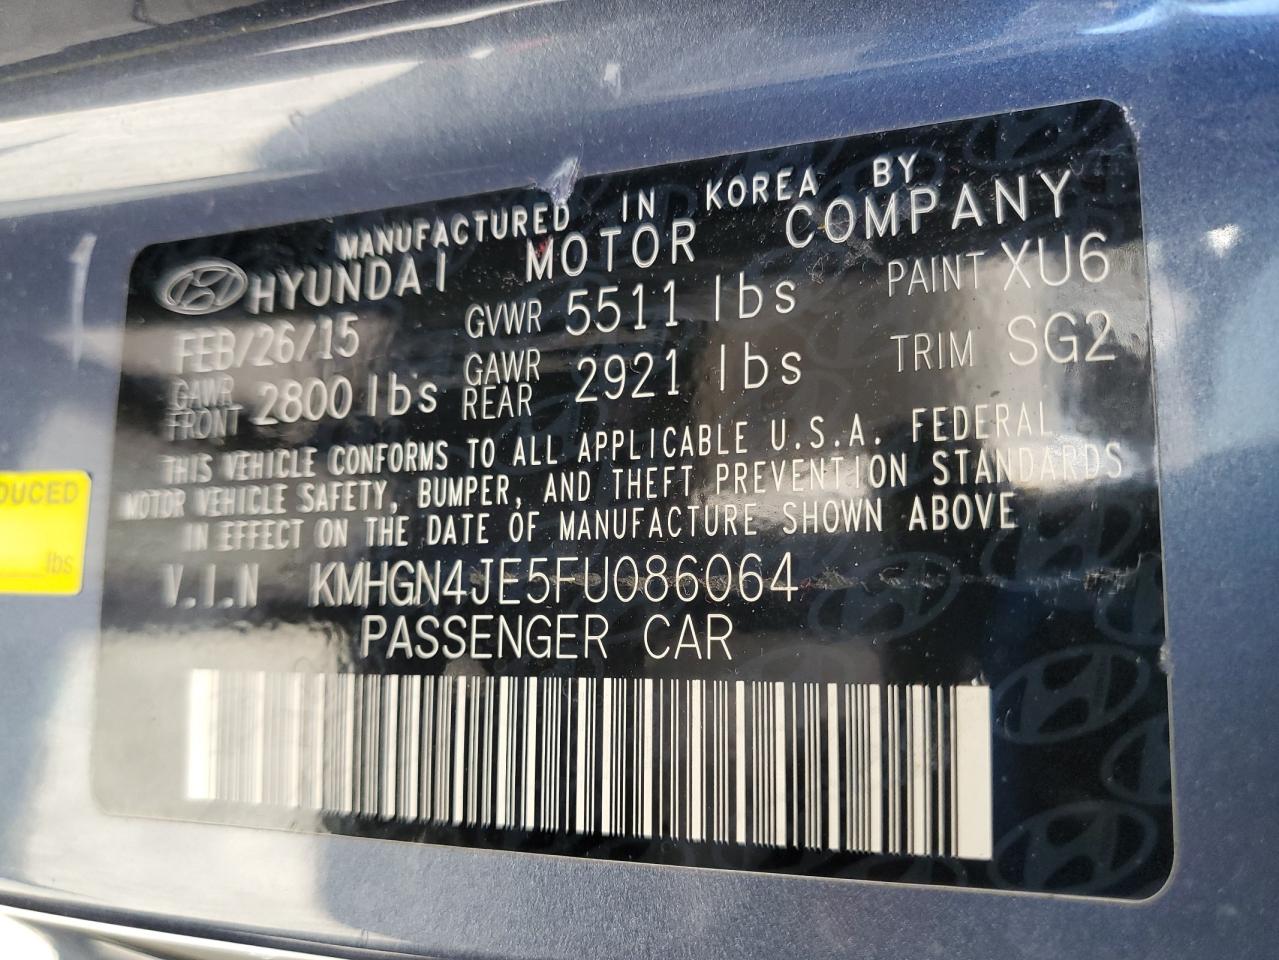 MANUFACTURED IN KOREA BY
HYUNDAI MOTOR COMPANY
FEB/26/15 GVWR 5511 lbs PAINT XU6
GAWR FRONT 2800 lbs GAWR REAR 2921 lbs TRIM SG2
THIS VEHICLE CONFORMS TO ALL APPLICABLE U.S.A. FEDERAL
MOTOR VEHICLE SAFETY, BUMPER, AND THEFT PREVENTION STANDARDS
IN EFFECT ON THE DATE OF MANUFACTURE SHOWN ABOVE
V.I.N KMHGN4JE5FU086064
PASSENGER CAR
DUCED
lbs